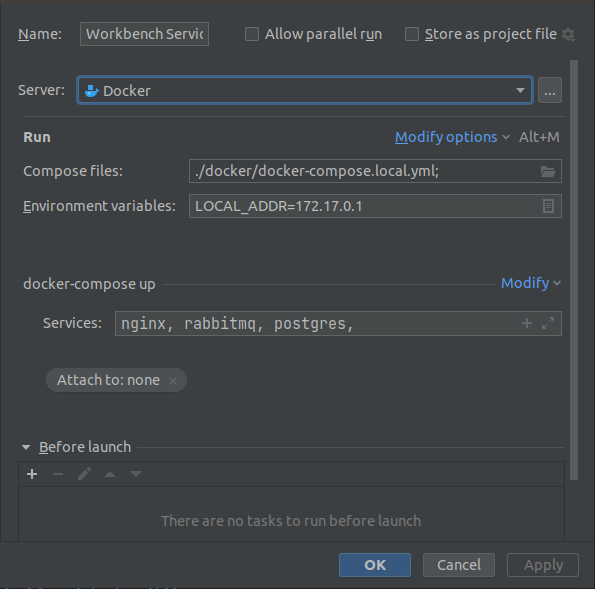 Name: Workbench Servic Allow parallel run Store as project file
Server: Docker ...
Run Modify options Alt+M
Compose files: ./docker/docker-compose.local.yml;
Environment variables: LOCAL_ADDR=172.17.0.1
docker-compose up Modify
Services: nginx, rabbitmq, postgres,
Attach to: none ×
Before launch
There are no tasks to run before launch
OK Cancel Apply